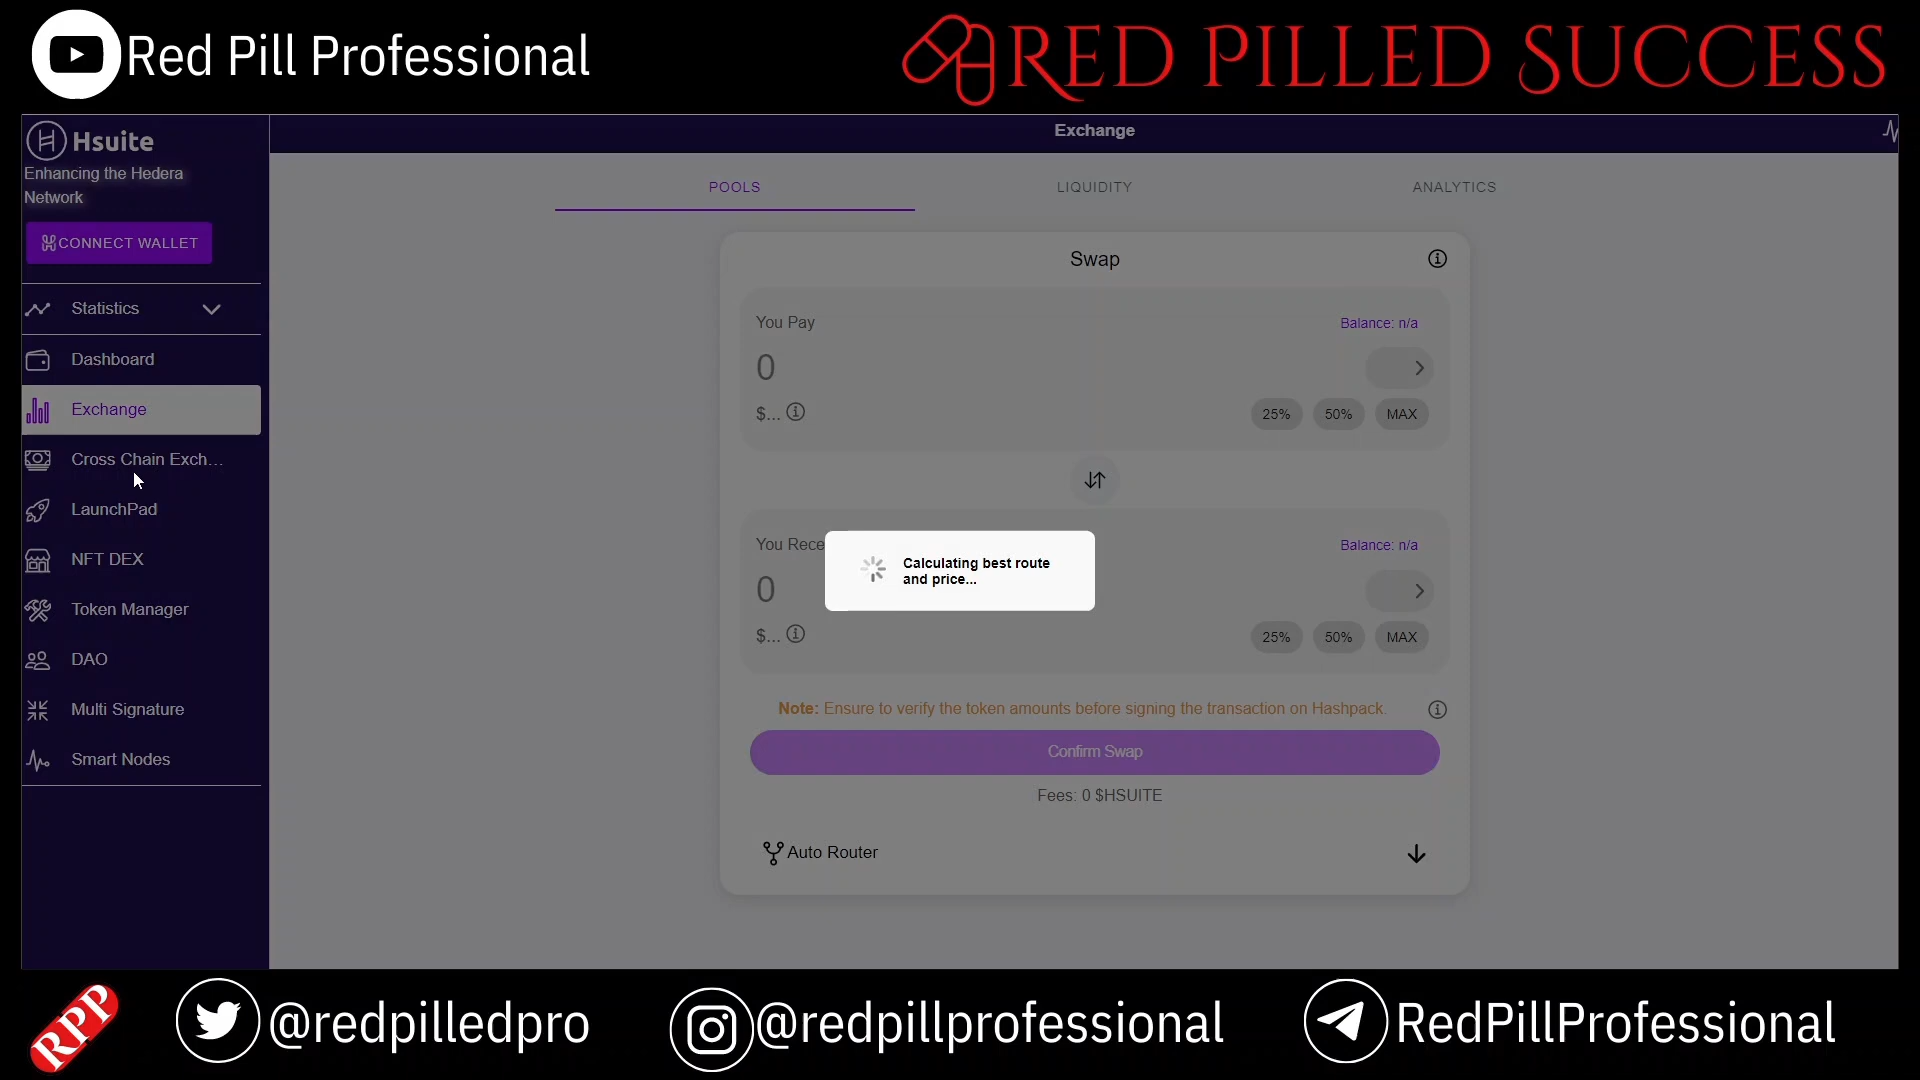 Red Pill Professional
RED PILLED SUCCESS
Hsuite
Enhancing the Hedera
Network
CONNECT WALLET
Statistics
Dashboard
Exchange
Cross Chain Exch...
LaunchPad
NFT DEX
Token Manager
DAO
Multi Signature
Smart Nodes
Exchange
POOLS
LIQUIDITY
ANALYTICS
Swap
You Pay
Balance: n/a
0
$...
25%
50%
MAX
You Rece
Balance: n/a
0
$...
25%
50%
MAX
Calculating best route
and price...
Note: Ensure to verify the token amounts before signing the transaction on Hashpack.
Confirm Swap
Fees: 0 $HSUITE
Auto Router
RPP
@redpilledpro
@redpillprofessional
RedPillProfessional